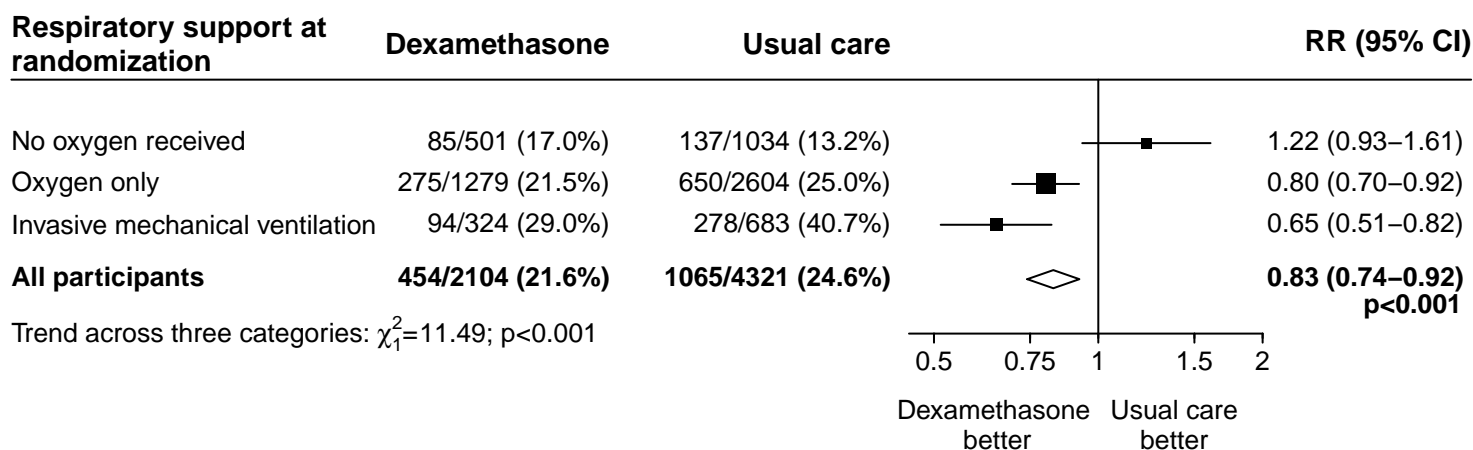 Respiratory support at
randomization Dexamethasone Usual care RR (95% CI)
No oxygen received 85/501 (17.0%) 137/1034 (13.2%) 1.22 (0.93−1.61)
Oxygen only 275/1279 (21.5%) 650/2604 (25.0%) 0.80 (0.70−0.92)
Invasive mechanical ventilation 94/324 (29.0%) 278/683 (40.7%) 0.65 (0.51−0.82)
All participants 454/2104 (21.6%) 1065/4321 (24.6%) 0.83 (0.74−0.92)
p<0.001
Trend across three categories: χ²₁=11.49; p<0.001
0.5 0.75 1 1.5 2
Dexamethasone Usual care
better better